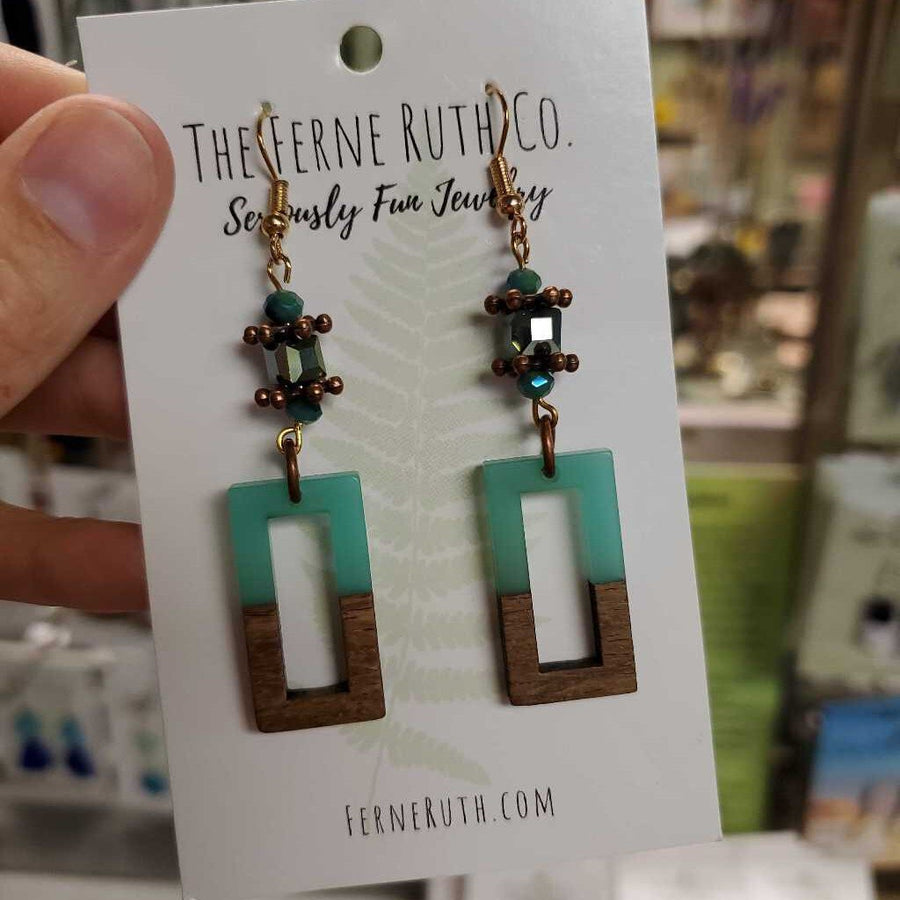 The Ferne Ruth Co.
Seriously Fun Jewelry
FerneRuth.com